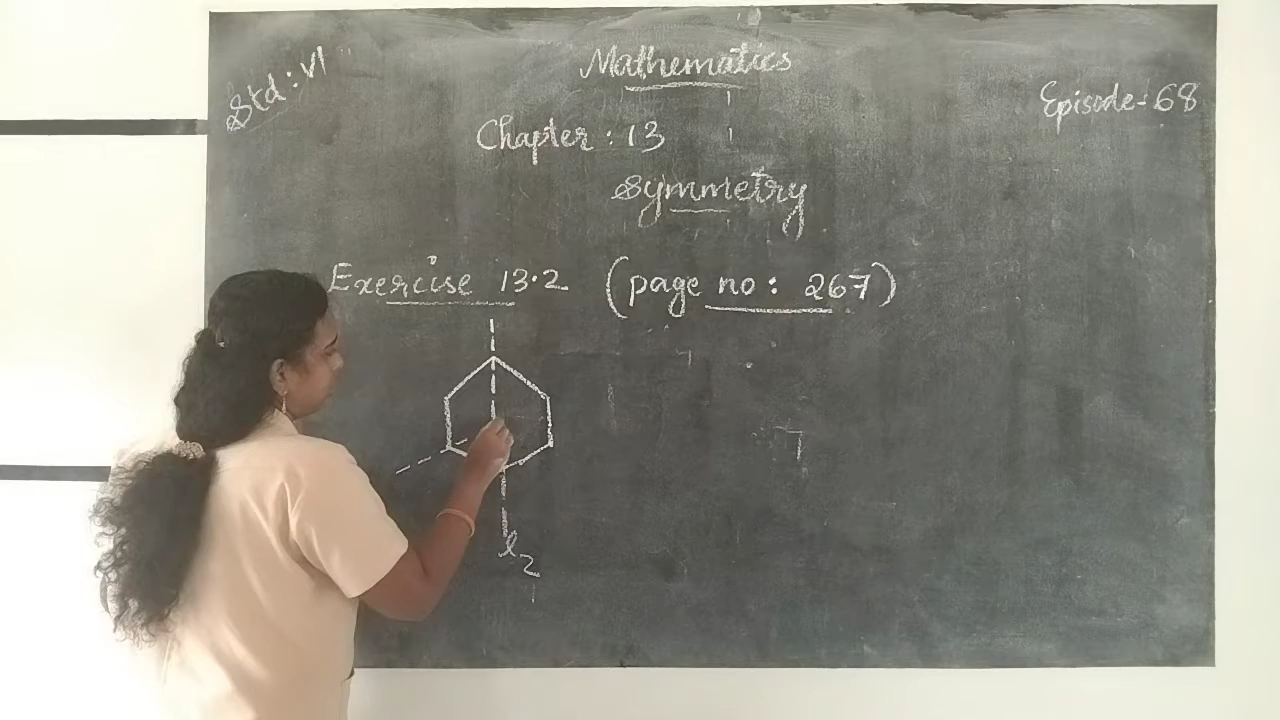 Std: VI
Mathematics
Episode-68
Chapter: 13
Symmetry
Exercise 13.2 (page no: 267)
l2